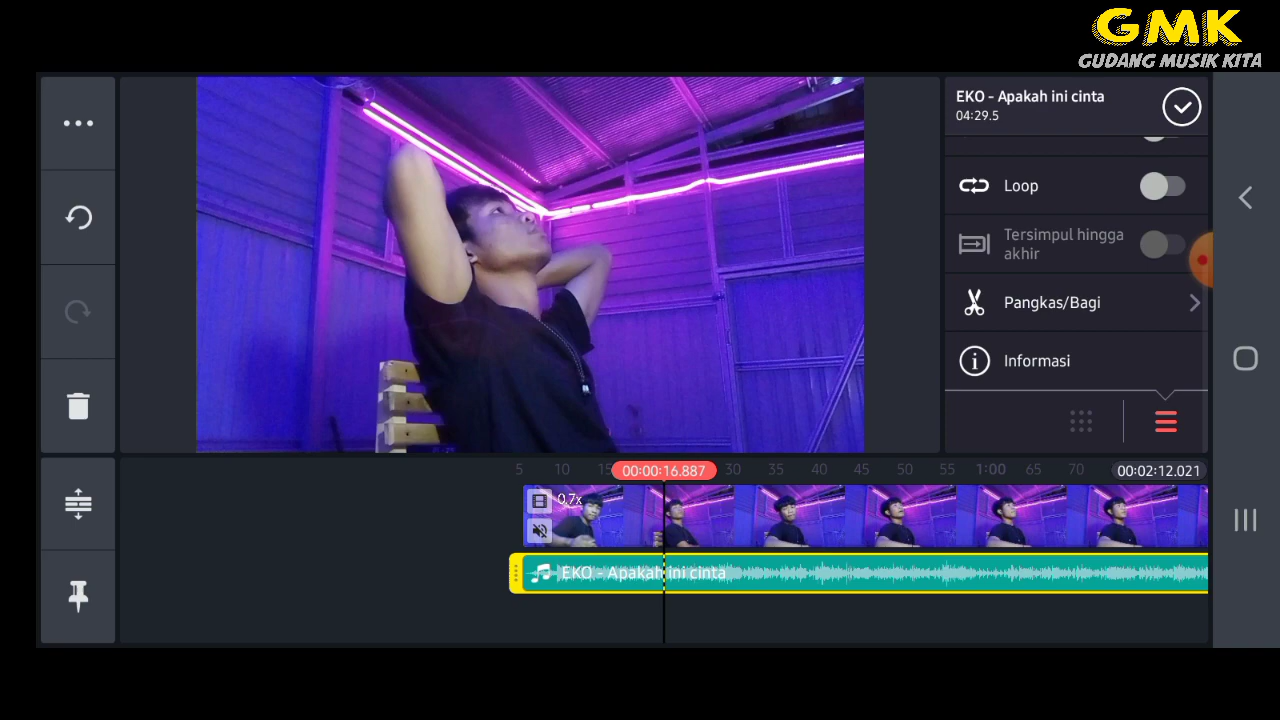 GMK
GUDANG MUSIK KITA
EKO - Apakah ini cinta
04:29.5
Loop
Tersimpul hingga
akhir
Pangkas/Bagi
Informasi
5 10 15 00:00:16.887 30 35 40 45 50 55 1:00 65 70 00:02:12.021
0.7x
EKO - Apakah ini cinta